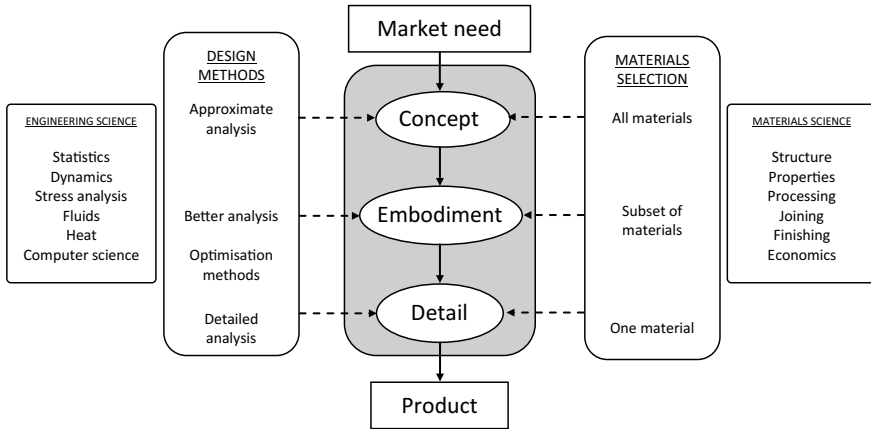 Market need
DESIGN
METHODS
Approximate
analysis
Better analysis
Optimisation
methods
Detailed
analysis
MATERIALS
SELECTION
All materials
Subset of
materials
One material
ENGINEERING SCIENCE
Statistics
Dynamics
Stress analysis
Fluids
Heat
Computer science
MATERIALS SCIENCE
Structure
Properties
Processing
Joining
Finishing
Economics
Concept
Embodiment
Detail
Product